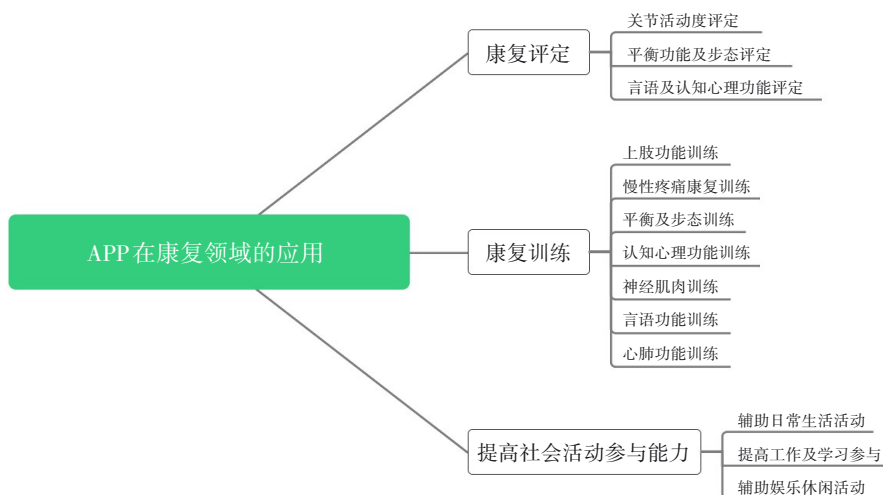 APP在康复领域的应用
康复评定
关节活动度评定
平衡功能及步态评定
言语及认知心理功能评定
康复训练
上肢功能训练
慢性疼痛康复训练
平衡及步态训练
认知心理功能训练
神经肌肉训练
言语功能训练
心肺功能训练
提高社会活动参与能力
辅助日常生活活动
提高工作及学习参与
辅助娱乐休闲活动